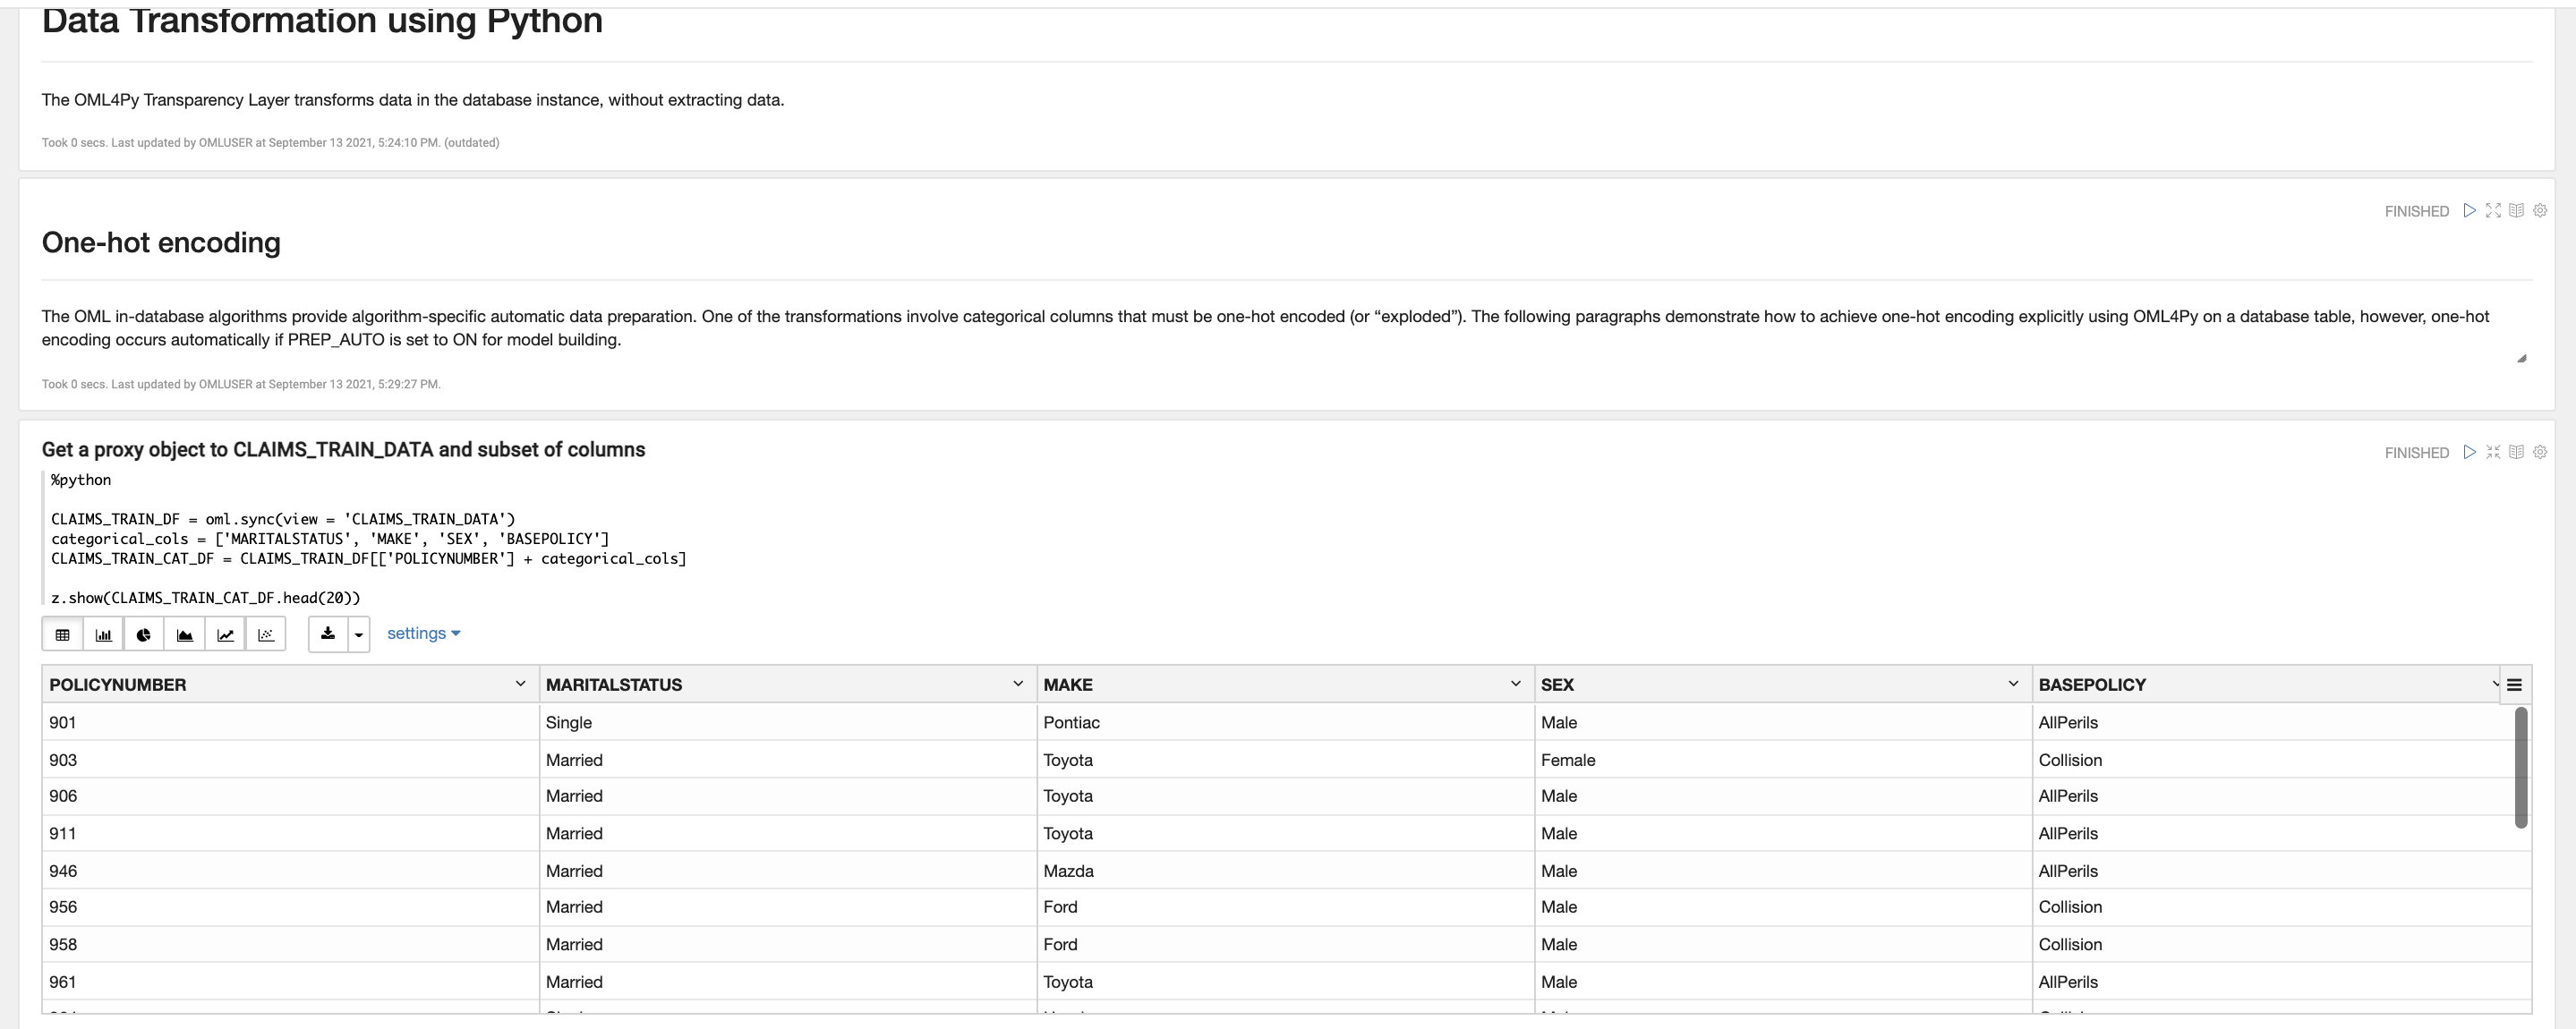 Data Transformation using Python
The OML4Py Transparency Layer transforms data in the database instance, without extracting data.
Took 0 secs. Last updated by OMLUSER at September 13 2021, 5:24:10 PM. (outdated)
FINISHED
One-hot encoding
The OML in-database algorithms provide algorithm-specific automatic data preparation. One of the transformations involve categorical columns that must be one-hot encoded (or “exploded”). The following paragraphs demonstrate how to achieve one-hot encoding explicitly using OML4Py on a database table, however, one-hot
encoding occurs automatically if PREP_AUTO is set to ON for model building.
Took 0 secs. Last updated by OMLUSER at September 13 2021, 5:29:27 PM.
Get a proxy object to CLAIMS_TRAIN_DATA and subset of columns
FINISHED
%python
CLAIMS_TRAIN_DF = oml.sync(view = 'CLAIMS_TRAIN_DATA')
categorical_cols = ['MARITALSTATUS', 'MAKE', 'SEX', 'BASEPOLICY']
CLAIMS_TRAIN_CAT_DF = CLAIMS_TRAIN_DF[['POLICYNUMBER'] + categorical_cols]
z.show(CLAIMS_TRAIN_CAT_DF.head(20))
settings
POLICYNUMBER MARITALSTATUS MAKE SEX BASEPOLICY
901 Single Pontiac Male AllPerils
903 Married Toyota Female Collision
906 Married Toyota Male AllPerils
911 Married Toyota Male AllPerils
946 Married Mazda Male AllPerils
956 Married Ford Male Collision
958 Married Ford Male Collision
961 Married Toyota Male AllPerils